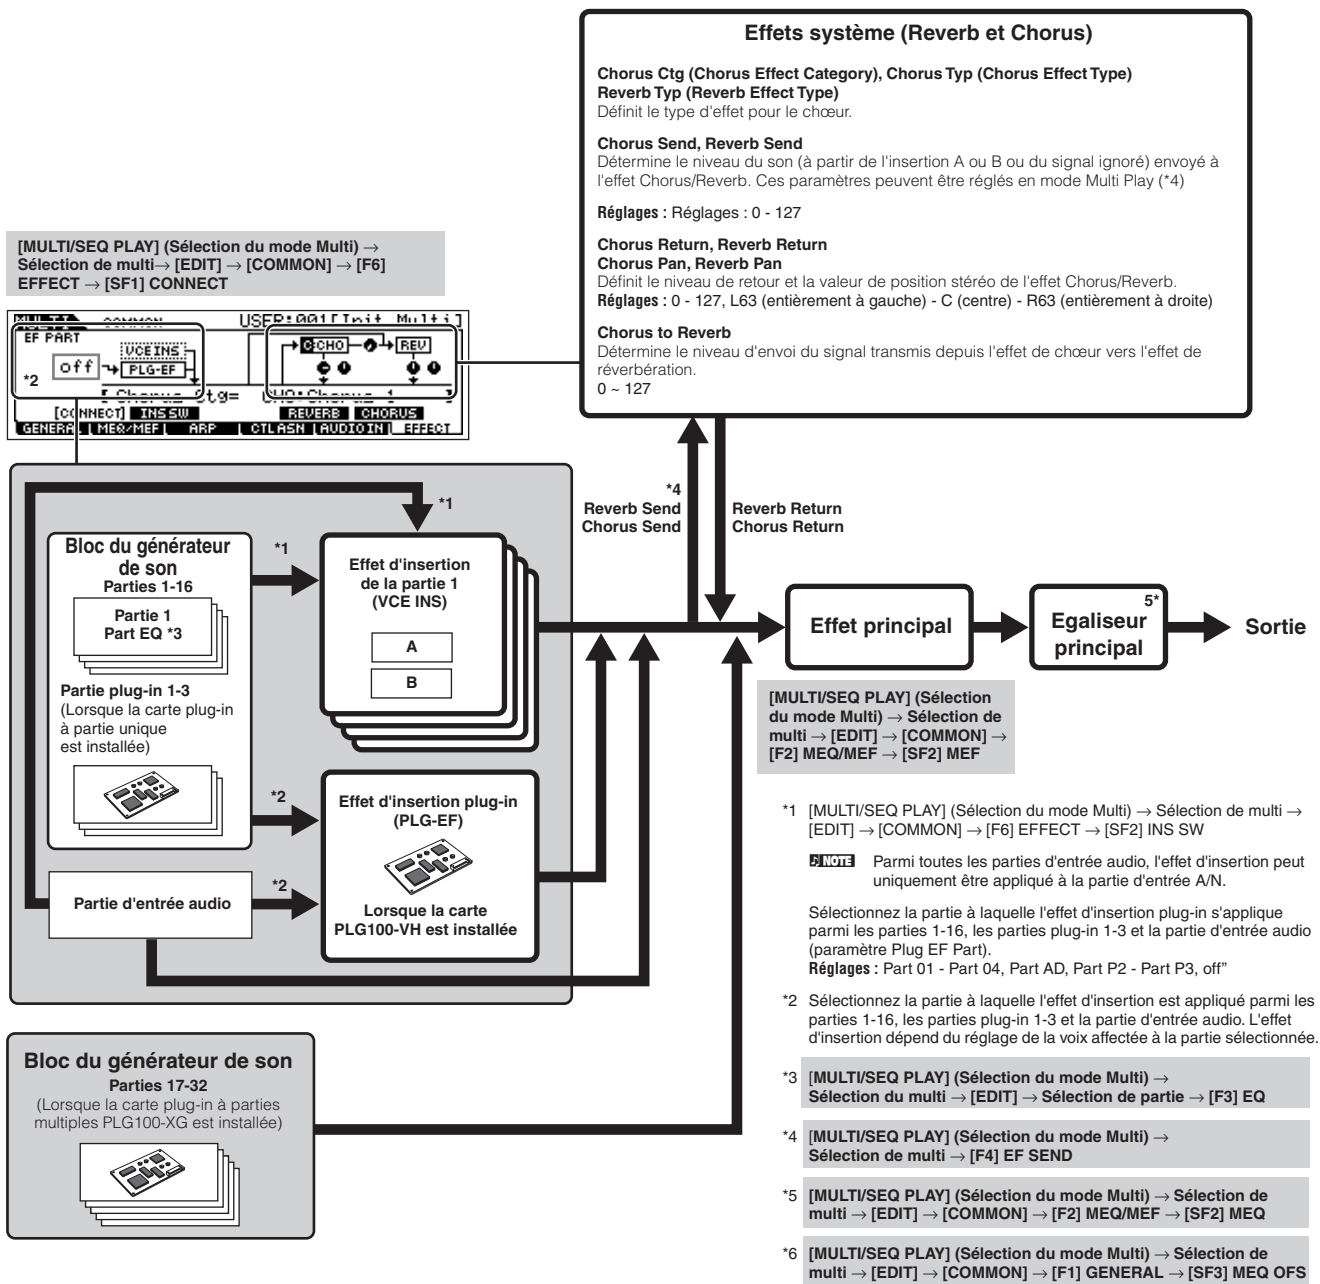 Effets système (Reverb et Chorus)
Chorus Ctg (Chorus Effect Category), Chorus Typ (Chorus Effect Type)
Reverb Typ (Reverb Effect Type)
Définit le type d'effet pour le chœur.
Chorus Send, Reverb Send
Détermine le niveau du son (à partir de l'insertion A ou B ou du signal ignoré) envoyé à
l'effet Chorus/Reverb. Ces paramètres peuvent être réglés en mode Multi Play (*4)
Réglages : Réglages : 0 - 127
Chorus Return, Reverb Return
Chorus Pan, Reverb Pan
Définit le niveau de retour et la valeur de position stéréo de l'effet Chorus/Reverb.
Réglages : 0 - 127, L63 (entièrement à gauche) - C (centre) - R63 (entièrement à droite)
Chorus to Reverb
Détermine le niveau d'envoi du signal transmis depuis l'effet de chœur vers l'effet de
réverbération.
0 ~ 127
[MULTI/SEQ PLAY] (Sélection du mode Multi) →
Sélection de multi→ [EDIT] → [COMMON] → [F6]
EFFECT → [SF1] CONNECT
MULTI COMMON USER:001[Init Multi]
EF PART
VCEINS
off PLG-EF
*2
CHO REV
[ Chorus Ctg= CHO:Chorus 1 ]
[CONNECT] INS SW REVERB CHORUS
GENERAL MEQ/MEF ARP CTLASN AUDIOIN EFFECT
*1
Bloc du générateur
de son
Parties 1-16
Partie 1
Part EQ *3
Partie plug-in 1-3
(Lorsque la carte plug-in
à partie unique
est installée)
*1
Effet d'insertion
de la partie 1
(VCE INS)
A
B
*2
Effet d'insertion plug-in
(PLG-EF)
Lorsque la carte
PLG100-VH est installée
Partie d'entrée audio
*2
*4
Reverb Send
Chorus Send
Reverb Return
Chorus Return
Effet principal
5*
Egaliseur
principal
Sortie
[MULTI/SEQ PLAY] (Sélection
du mode Multi) → Sélection de
multi → [EDIT] → [COMMON] →
[F2] MEQ/MEF → [SF2] MEF
Bloc du générateur de son
Parties 17-32
(Lorsque la carte plug-in à parties
multiples PLG100-XG est installée)
*1 [MULTI/SEQ PLAY] (Sélection du mode Multi) → Sélection de multi →
[EDIT] → [COMMON] → [F6] EFFECT → [SF2] INS SW
NOTE Parmi toutes les parties d'entrée audio, l'effet d'insertion peut
uniquement être appliqué à la partie d'entrée A/N.
Sélectionnez la partie à laquelle l'effet d'insertion plug-in s'applique
parmi les parties 1-16, les parties plug-in 1-3 et la partie d'entrée audio
(paramètre Plug EF Part).
Réglages : Part 01 - Part 04, Part AD, Part P2 - Part P3, off”
*2 Sélectionnez la partie à laquelle l'effet d'insertion est appliqué parmi les
parties 1-16, les parties plug-in 1-3 et la partie d'entrée audio. L'effet
d'insertion dépend du réglage de la voix affectée à la partie sélectionnée.
*3 [MULTI/SEQ PLAY] (Sélection du mode Multi) →
Sélection du multi → [EDIT] → Sélection de partie → [F3] EQ
*4 [MULTI/SEQ PLAY] (Sélection du mode Multi) →
Sélection de multi → [F4] EF SEND
*5 [MULTI/SEQ PLAY] (Sélection du mode Multi) → Sélection de
multi → [EDIT] → [COMMON] → [F2] MEQ/MEF → [SF2] MEQ
*6 [MULTI/SEQ PLAY] (Sélection du mode Multi) → Sélection de
multi → [EDIT] → [COMMON] → [F1] GENERAL → [SF3] MEQ OFS